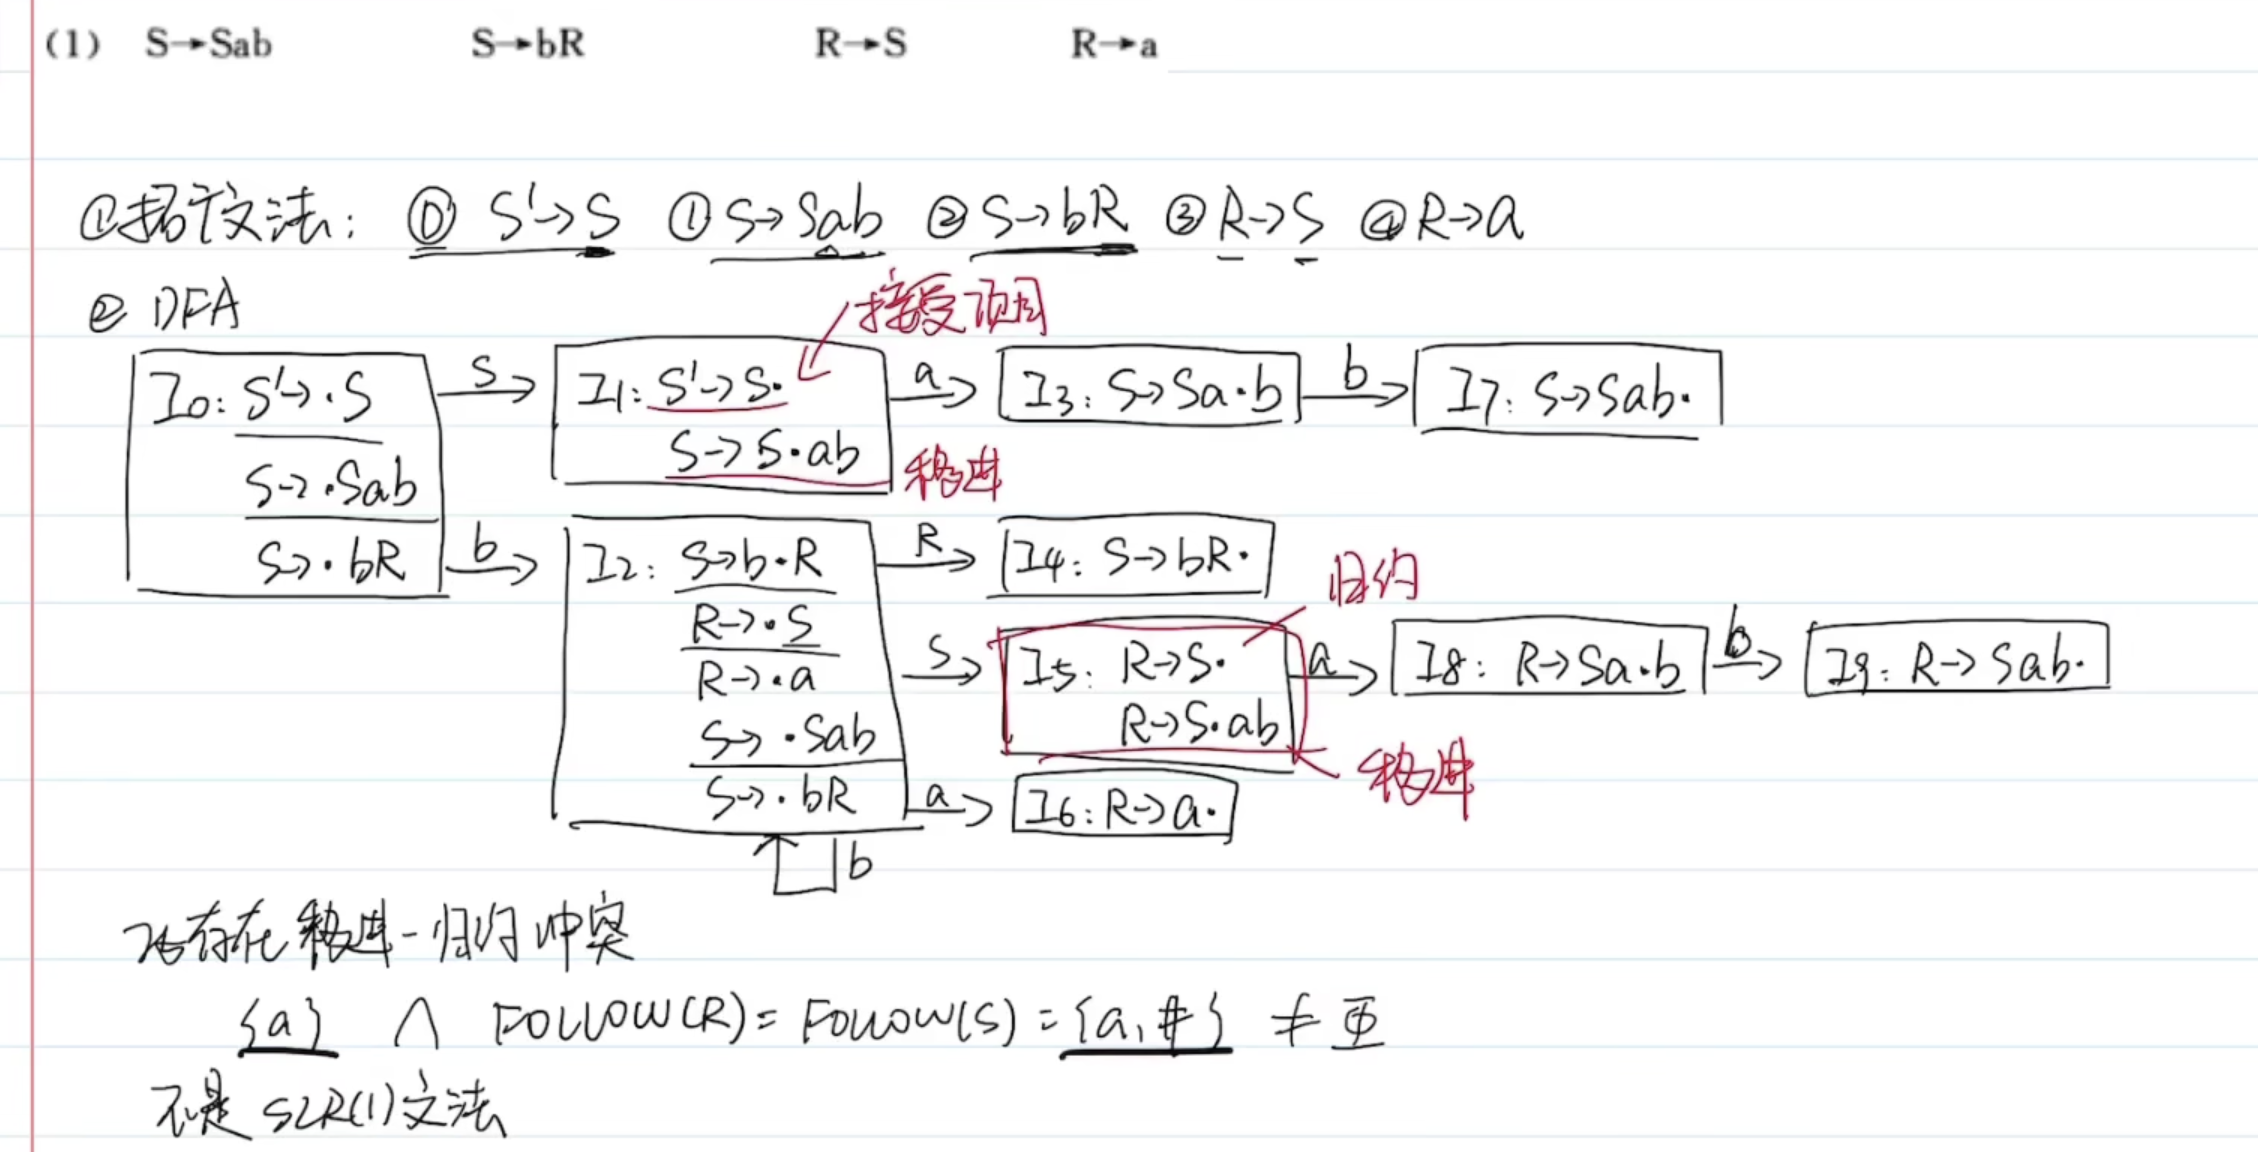 (1) S→Sab S→bR R→S R→a
①拓广文法: ⓪ S'→S ① S→Sab ② S→bR ③ R→S ④ R→a
② DFA
接受项目
I0: S'→.S S I1: S'→S. a I3: S→Sa.b b I7: S→Sab.
S→.Sab S→S.ab 移进
S→.bR b I2: S→b.R R I4: S→bR. 归约
R→.S
R→.a S I5: R→S. a I8: R→Sa.b b I9: R→Sab.
S→.Sab R→S.ab 移进
S→.bR a I6: R→a.
b
I5存在移进-归约冲突
{a} ∩ FOLLOW(R)= FOLLOW(S) = {a, #} ≠ Φ
不是 SLR(1)文法